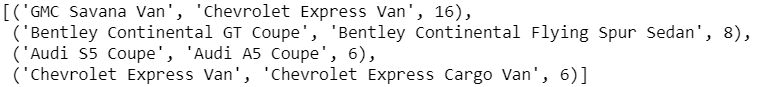 [('GMC Savana Van', 'Chevrolet Express Van', 16),
('Bentley Continental GT Coupe', 'Bentley Continental Flying Spur Sedan', 8),
('Audi S5 Coupe', 'Audi A5 Coupe', 6),
('Chevrolet Express Van', 'Chevrolet Express Cargo Van', 6)]